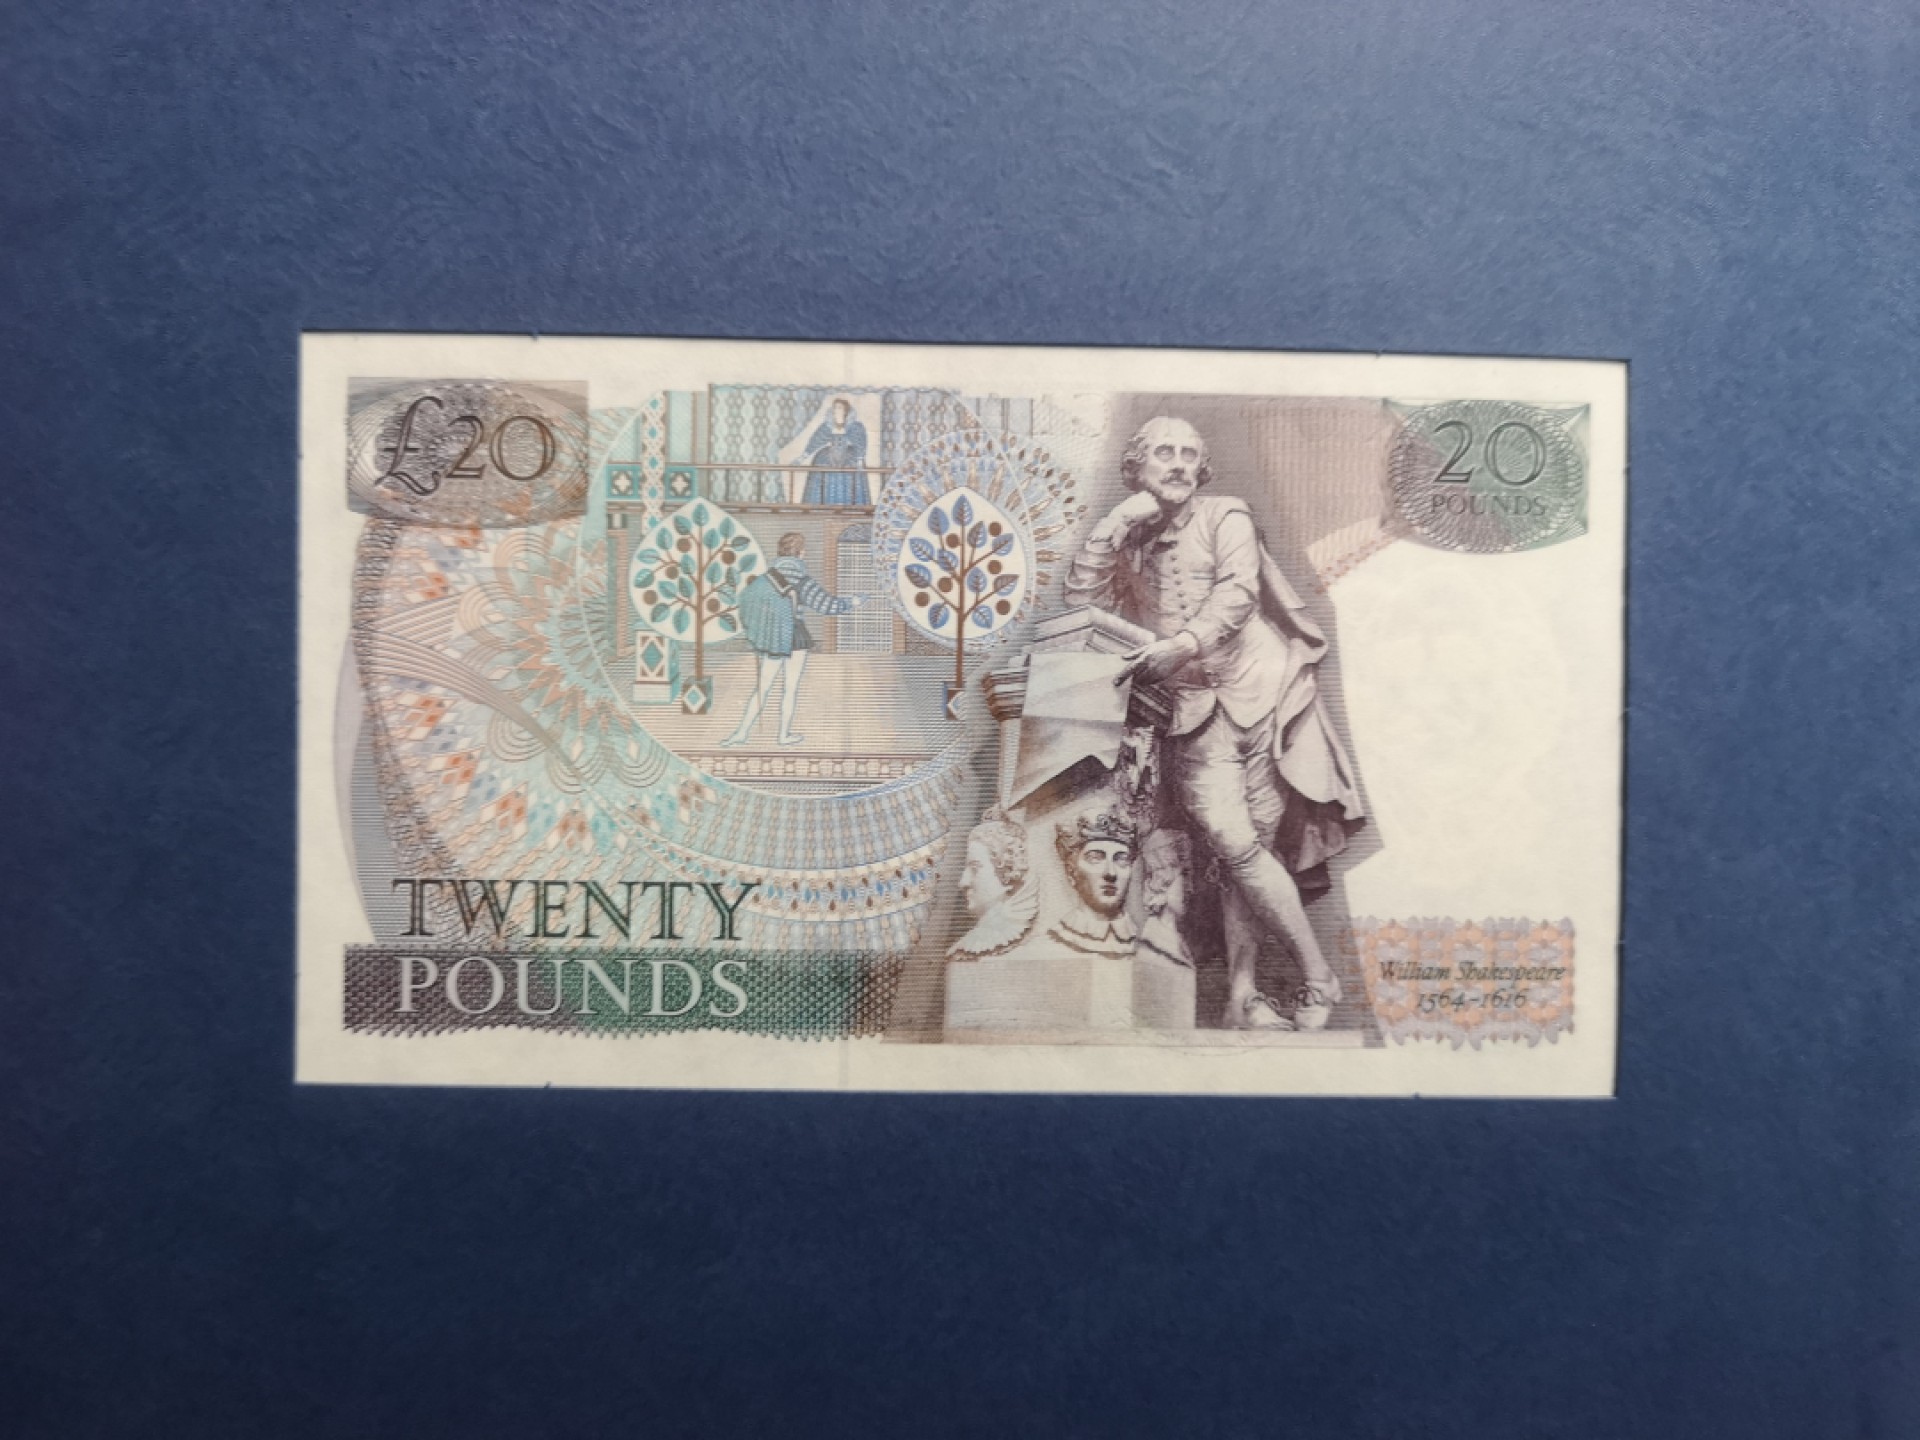 £20
20
POUNDS
TWENTY
POUNDS
William Shakespeare
1564-1616